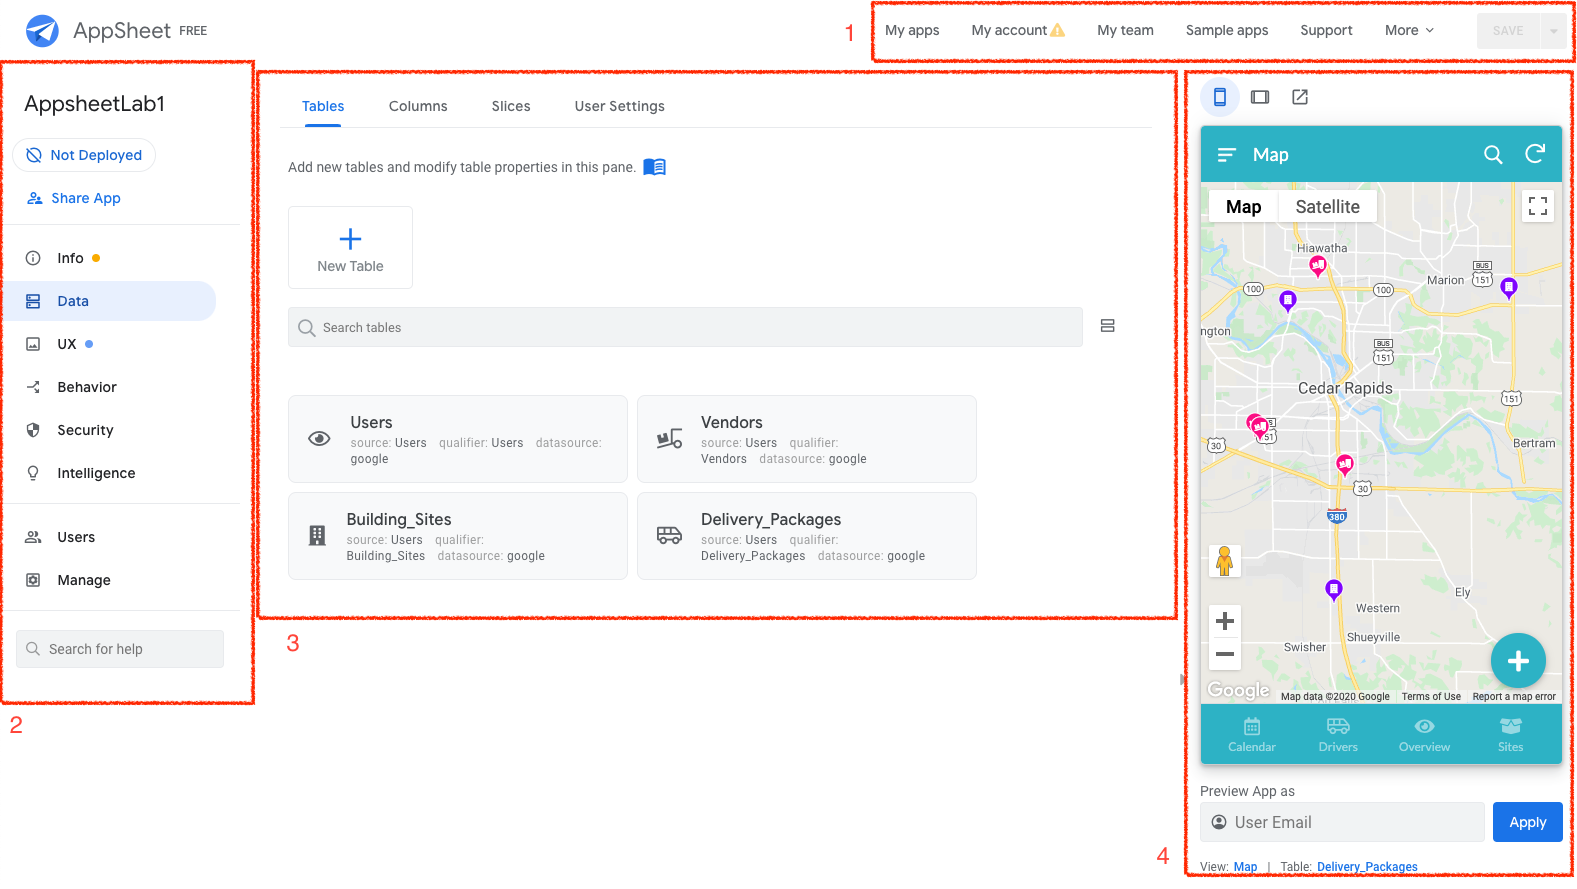 AppSheet FREE
1
My apps My account My team Sample apps Support More SAVE
AppsheetLab1
Not Deployed
Share App
Info
Data
UX
Behavior
Security
Intelligence
Users
Manage
Search for help
2
Tables Columns Slices User Settings
Add new tables and modify table properties in this pane.
New Table
Search tables
Users
source: Users qualifier: Users datasource:
google
Vendors
source: Users qualifier:
Vendors datasource: google
Building_Sites
source: Users qualifier:
Building_Sites datasource: google
Delivery_Packages
source: Users qualifier:
Delivery_Packages datasource: google
3
Map
Map Satellite
Hiawatha
BUS
151
Marion
100
100
ington
BUS
151
Cedar Rapids
151
151
30
Bertram
30
380
Ely
Western
Shueyville
Swisher
Google
Map data ©2020 Google Terms of Use Report a map error
Calendar Drivers Overview Sites
Preview App as
User Email Apply
4
View: Map | Table: Delivery_Packages